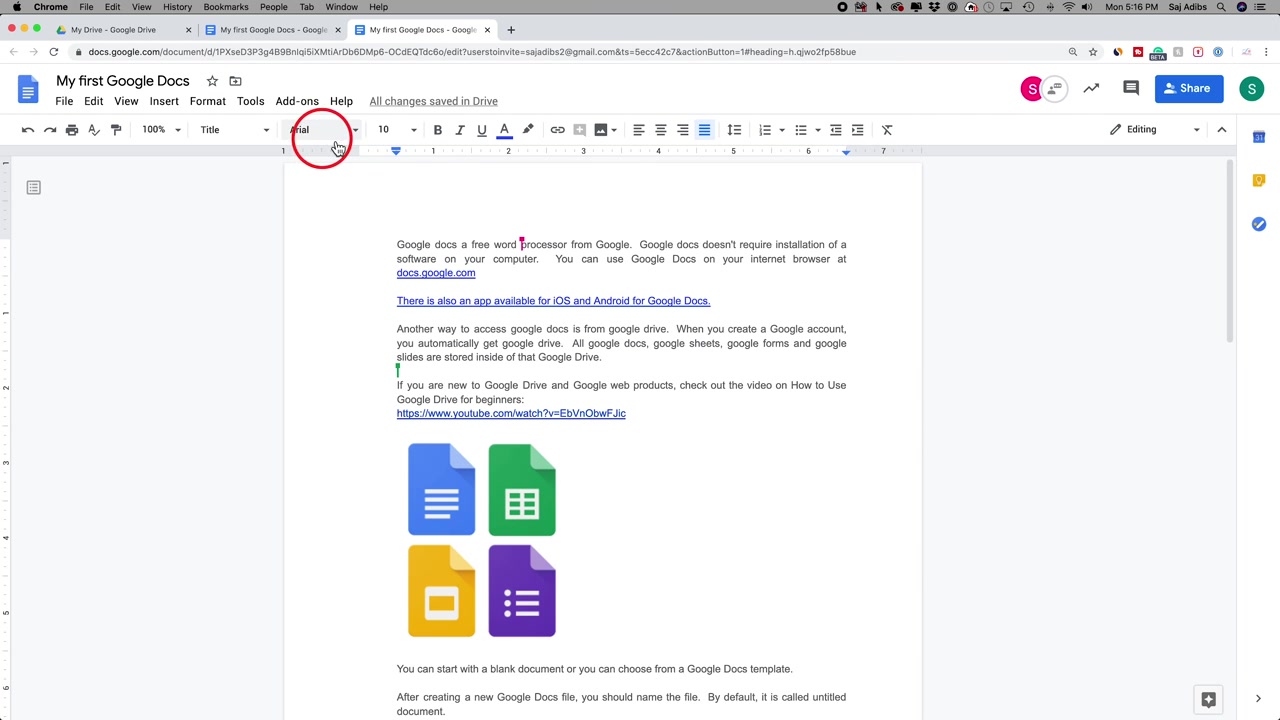 Chrome File Edit View History Bookmarks People Tab Window Help Mon 5:16 PM Saj Adibs
My Drive - Google Drive My first Google Docs - Google My first Google Docs - Google
docs.google.com/document/d/1PXseD3P3g4B9BnIqi5iXMtiArDb6DMp6-OCdEQTdc6o/edit?userstoinvite=sajadibs2@gmail.com&ts=5ecc42c7&actionButton=1#heading=h.qjwo2fp58bue
BETA
My first Google Docs
File Edit View Insert Format Tools Add-ons Help All changes saved in Drive
S Share S
100% Title Arial 10 B I U A Editing
1 1 2 3 4 5 6 7
Google docs a free word processor from Google. Google docs doesn't require installation of a
software on your computer. You can use Google Docs on your internet browser at
docs.google.com
There is also an app available for iOS and Android for Google Docs.
Another way to access google docs is from google drive. When you create a Google account,
you automatically get google drive. All google docs, google sheets, google forms and google
slides are stored inside of that Google Drive.
If you are new to Google Drive and Google web products, check out the video on How to Use
Google Drive for beginners:
https://www.youtube.com/watch?v=EbVnObwFJic
You can start with a blank document or you can choose from a Google Docs template.
After creating a new Google Docs file, you should name the file. By default, it is called untitled
document.